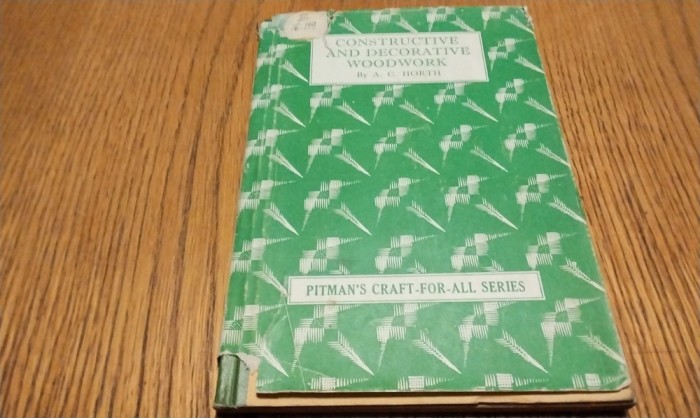 CONSTRUCTIVE
AND DECORATIVE
WOODWORK
By A. C. HORTH
PITMAN'S CRAFT-FOR-ALL SERIES